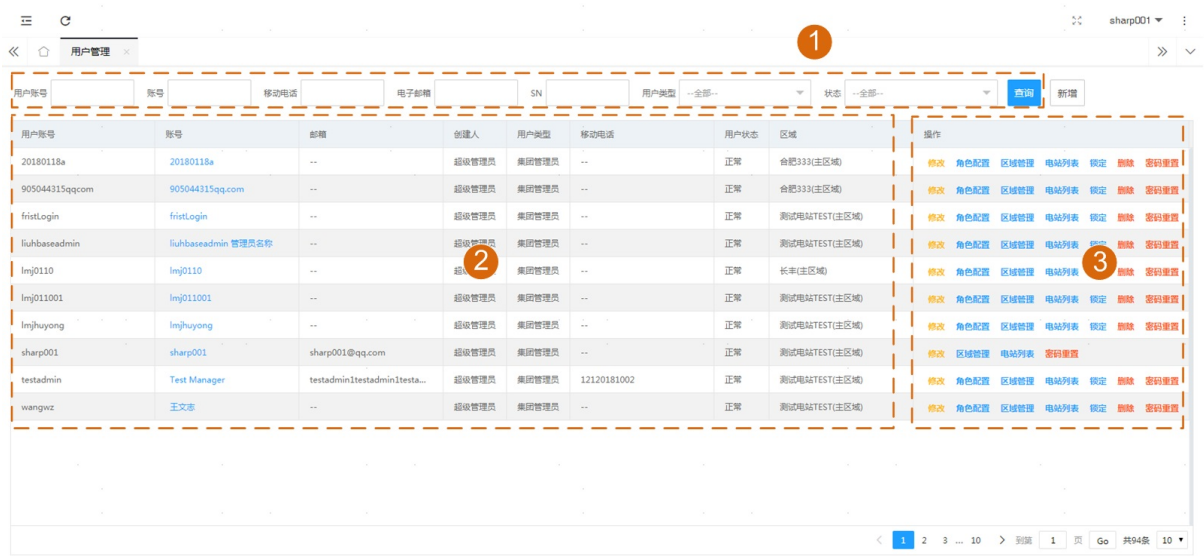 sharp001
用户管理
1
用户账号 账号 移动电话 电子邮箱 SN 用户类型 --全部-- 状态 --全部-- 查询 新增
用户账号 账号 邮箱 创建人 用户类型 移动电话 用户状态 区域 操作
20180118a 20180118a -- 超级管理员 集团管理员 -- 正常 合肥333(主区域) 修改 角色配置 区域管理 电站列表 锁定 删除 密码重置
905044315qqcom 905044315qq.com -- 超级管理员 集团管理员 -- 正常 合肥333(主区域) 修改 角色配置 区域管理 电站列表 锁定 删除 密码重置
fristLogin fristLogin -- 超级管理员 集团管理员 -- 正常 测试电站TEST(主区域) 修改 角色配置 区域管理 电站列表 锁定 删除 密码重置
liuhbaseadmin liuhbaseadmin 管理员名称 -- 超级管理员 集团管理员 -- 正常 测试电站TEST(主区域) 修改 角色配置 区域管理 电站列表 锁定 删除 密码重置
2 3
lmj0110 lmj0110 -- 集团管理员 -- 正常 长丰(主区域) 修改 角色配置 区域管理 电站列表 删除 密码重置
lmj011001 lmj011001 -- 超级管理员 集团管理员 -- 正常 测试电站TEST(主区域) 修改 角色配置 区域管理 电站列表 锁定 删除 密码重置
lmjhuyong lmjhuyong -- 超级管理员 集团管理员 -- 正常 测试电站TEST(主区域) 修改 角色配置 区域管理 电站列表 锁定 删除 密码重置
sharp001 sharp001 sharp001@qq.com 超级管理员 集团管理员 -- 正常 测试电站TEST(主区域) 修改 区域管理 电站列表 密码重置
testadmin Test Manager testadmin1testadmin1testa... 超级管理员 集团管理员 12120181002 正常 测试电站TEST(主区域) 修改 角色配置 区域管理 电站列表 锁定 删除 密码重置
wangwz 王文志 -- 超级管理员 集团管理员 -- 正常 测试电站TEST(主区域) 修改 角色配置 区域管理 电站列表 锁定 删除 密码重置
1 2 3 ... 10 到第 1 页 Go 共94条 10